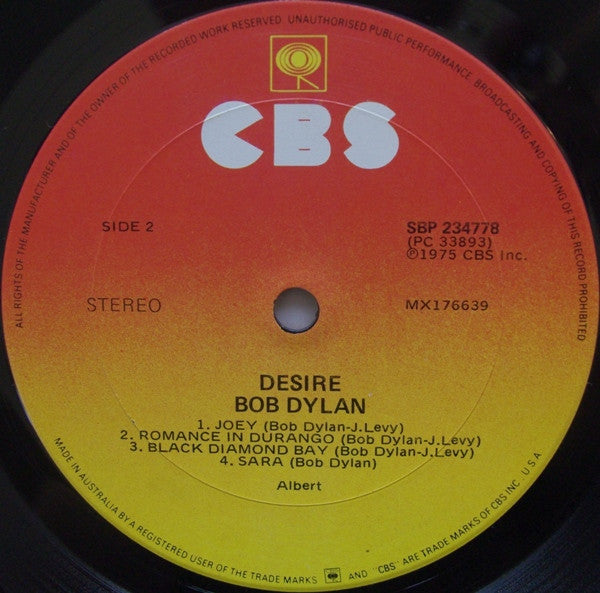 ALL RIGHTS OF THE MANUFACTURER AND OF THE OWNER OF THE RECORDED WORK RESERVED. UNAUTHORISED PUBLIC PERFORMANCE, BROADCASTING AND COPYING OF THIS RECORD PROHIBITED
CBS
SIDE 2
SBP 234778
(PC 33893)
℗1975 CBS Inc.
STEREO
MX176639
DESIRE
BOB DYLAN
1. JOEY (Bob Dylan-J.Levy)
2. ROMANCE IN DURANGO (Bob Dylan-J.Levy)
3. BLACK DIAMOND BAY (Bob Dylan-J.Levy)
4. SARA (Bob Dylan)
Albert
MADE IN AUSTRALIA BY A REGISTERED USER OF THE TRADE MARKS AND "CBS" ARE TRADE MARKS OF CBS INC U.S.A.